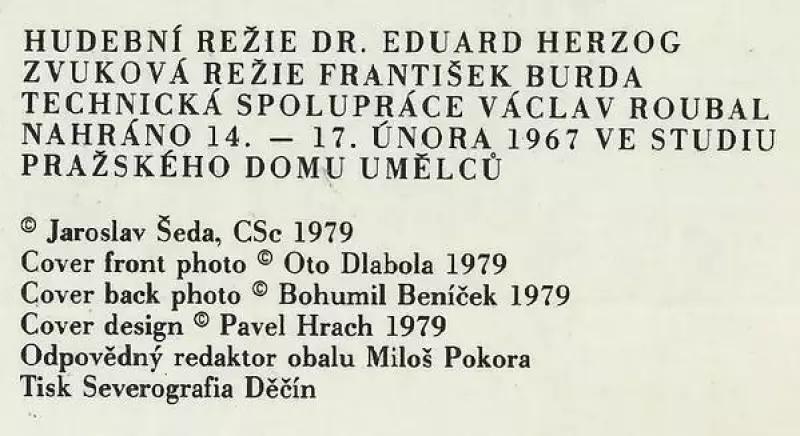 HUDEBNÍ REŽIE DR. EDUARD HERZOG
ZVUKOVÁ REŽIE FRANTIŠEK BURDA
TECHNICKÁ SPOLUPRÁCE VÁCLAV ROUBAL
NAHRÁNO 14. — 17. ÚNORA 1967 VE STUDIU
PRAŽSKÉHO DOMU UMĚLCŮ
© Jaroslav Šeda, CSc 1979
Cover front photo © Oto Dlabola 1979
Cover back photo © Bohumil Beníček 1979
Cover design © Pavel Hrach 1979
Odpovědný redaktor obalu Miloš Pokora
Tisk Severografia Děčín